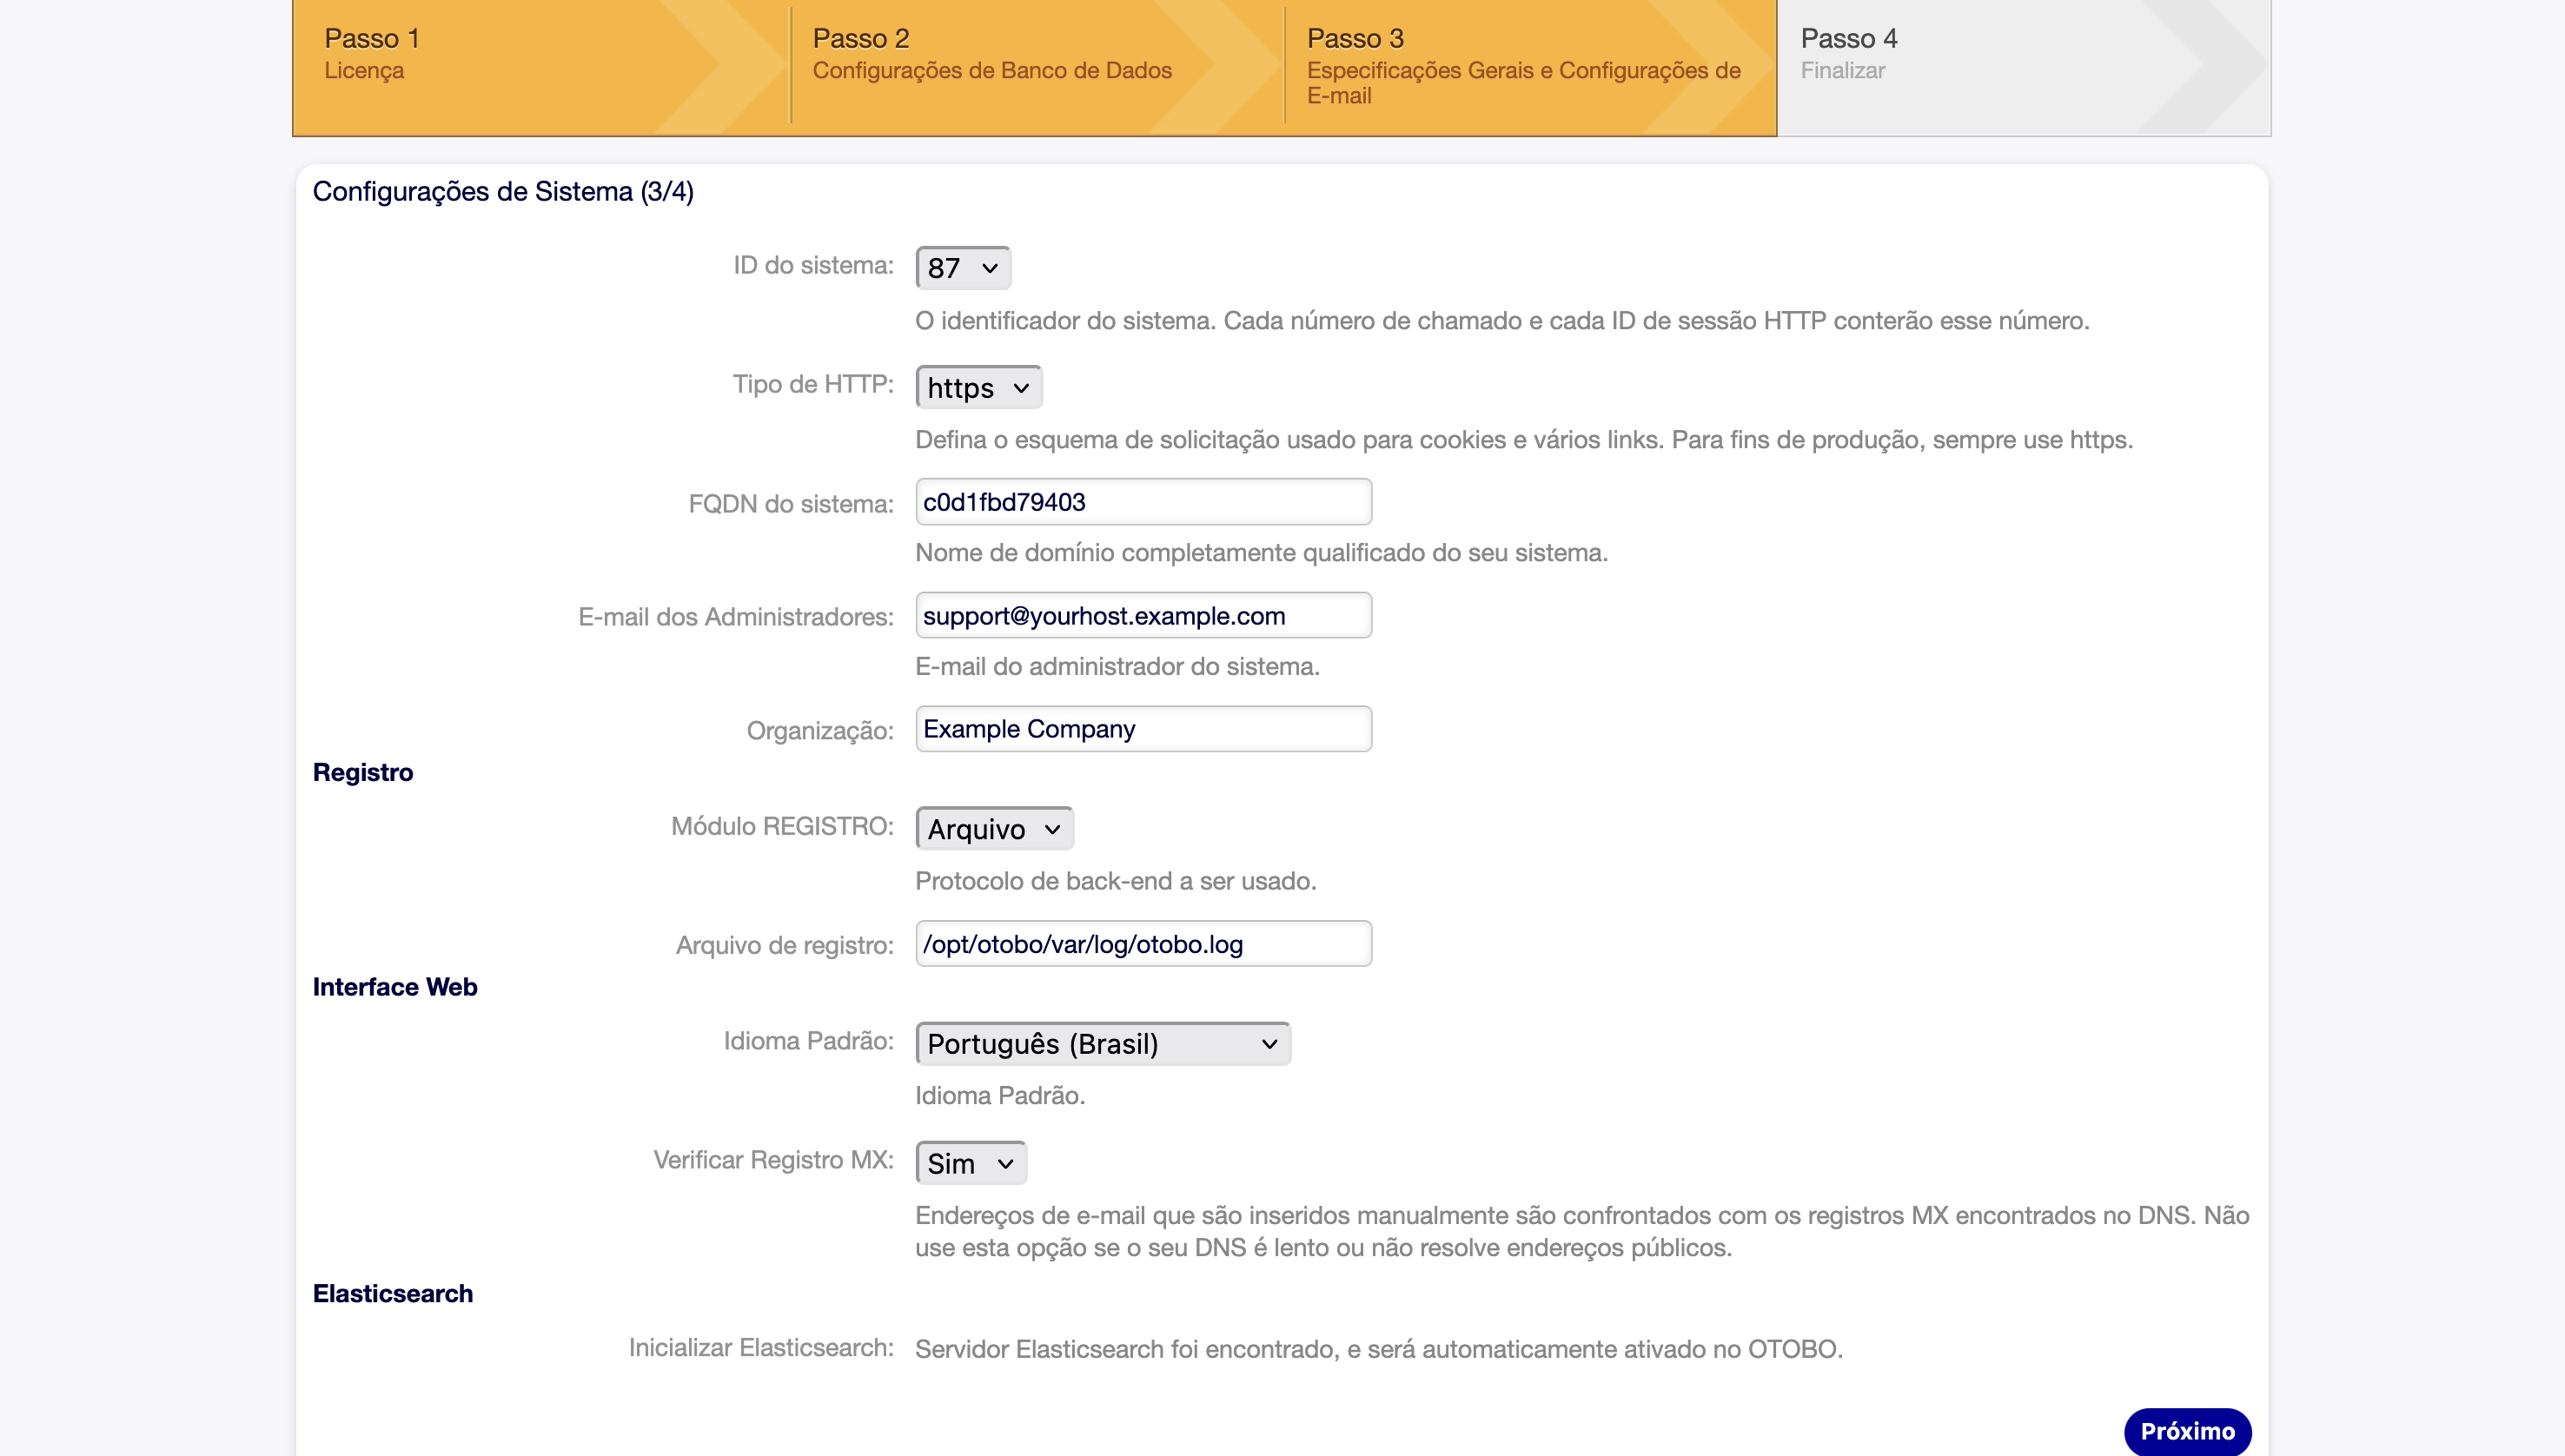 Passo 1
Licença
Passo 2
Configurações de Banco de Dados
Passo 3
Especificações Gerais e Configurações de
E-mail
Passo 4
Finalizar
Configurações de Sistema (3/4)
ID do sistema: 87
O identificador do sistema. Cada número de chamado e cada ID de sessão HTTP conterão esse número.
Tipo de HTTP: https
Defina o esquema de solicitação usado para cookies e vários links. Para fins de produção, sempre use https.
FQDN do sistema: c0d1fbd79403
Nome de domínio completamente qualificado do seu sistema.
E-mail dos Administradores: support@yourhost.example.com
E-mail do administrador do sistema.
Organização: Example Company
Registro
Módulo REGISTRO: Arquivo
Protocolo de back-end a ser usado.
Arquivo de registro: /opt/otobo/var/log/otobo.log
Interface Web
Idioma Padrão: Português (Brasil)
Idioma Padrão.
Verificar Registro MX: Sim
Endereços de e-mail que são inseridos manualmente são confrontados com os registros MX encontrados no DNS. Não
use esta opção se o seu DNS é lento ou não resolve endereços públicos.
Elasticsearch
Inicializar Elasticsearch: Servidor Elasticsearch foi encontrado, e será automaticamente ativado no OTOBO.
Próximo